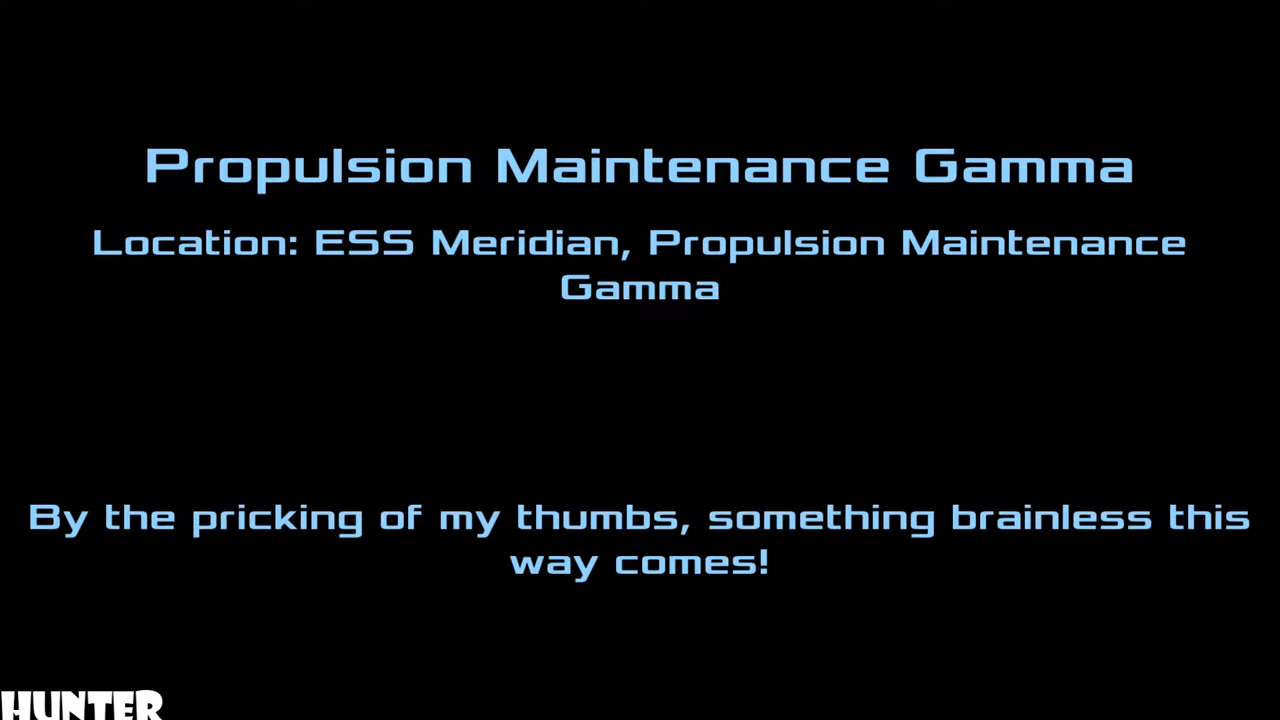 Propulsion Maintenance Gamma
Location: ESS Meridian, Propulsion Maintenance
Gamma
By the pricking of my thumbs, something brainless this
way comes!
HUNTER